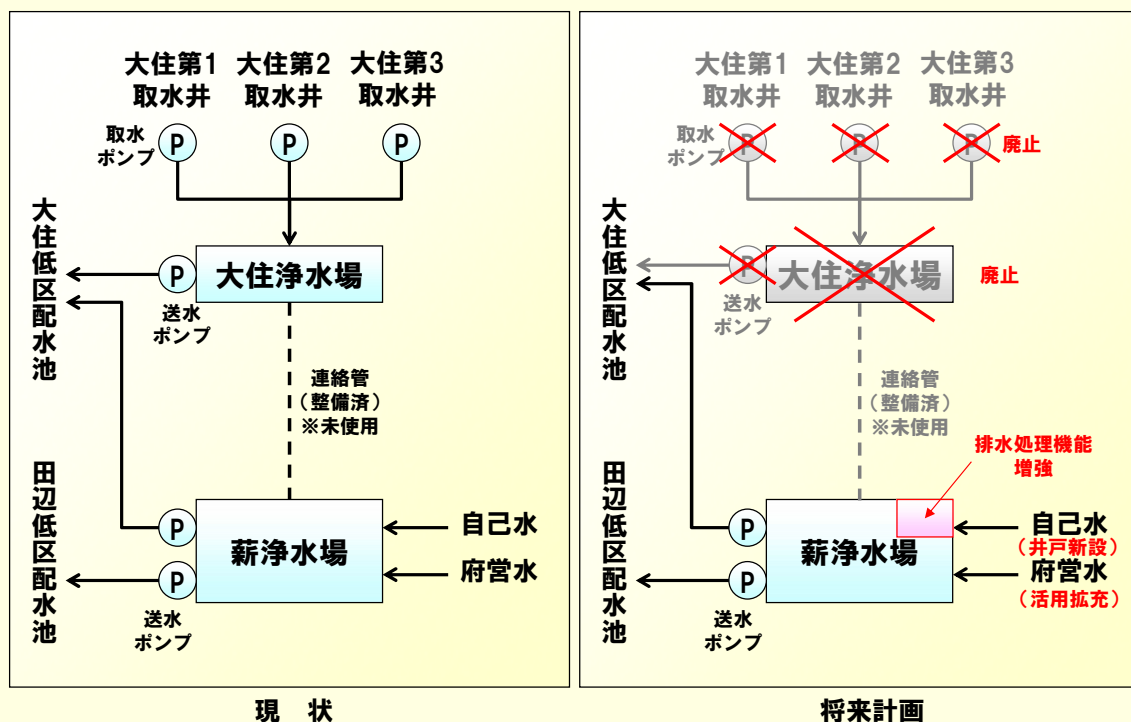 大住第1
取水井
大住第2
取水井
大住第3
取水井
取水
ポンプ
P
P
P
大住低区配水池
P
大住浄水場
送水
ポンプ
連絡管
(整備済)
※未使用
田辺低区配水池
P
P
薪浄水場
自己水
府営水
送水
ポンプ
現 状
大住第1
取水井
大住第2
取水井
大住第3
取水井
取水
ポンプ
P
P
P
廃止
大住低区配水池
P
大住浄水場
廃止
送水
ポンプ
連絡管
(整備済)
※未使用
排水処理機能
増強
田辺低区配水池
P
P
薪浄水場
自己水
(井戸新設)
府営水
(活用拡充)
送水
ポンプ
将来計画